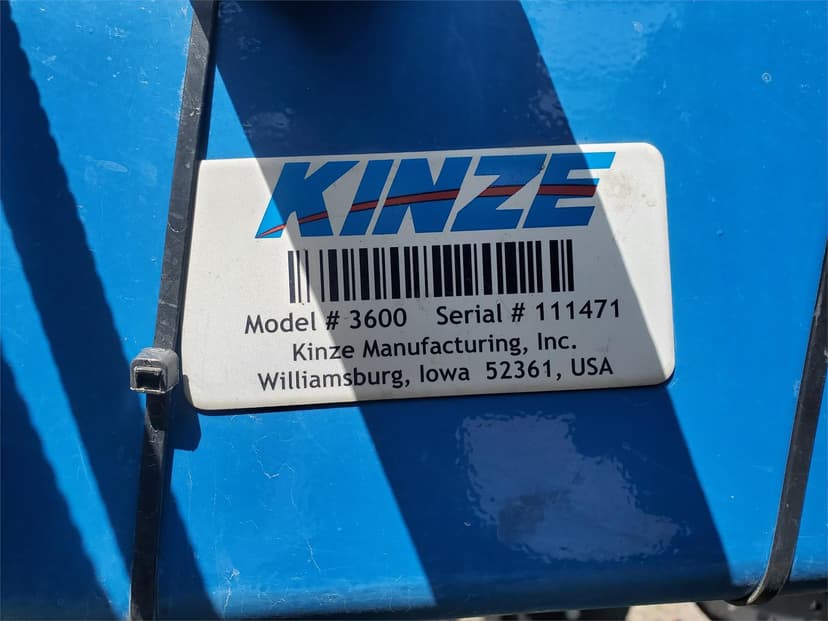 KINZE
Model # 3600 Serial # 111471
Kinze Manufacturing, Inc.
Williamsburg, Iowa 52361, USA